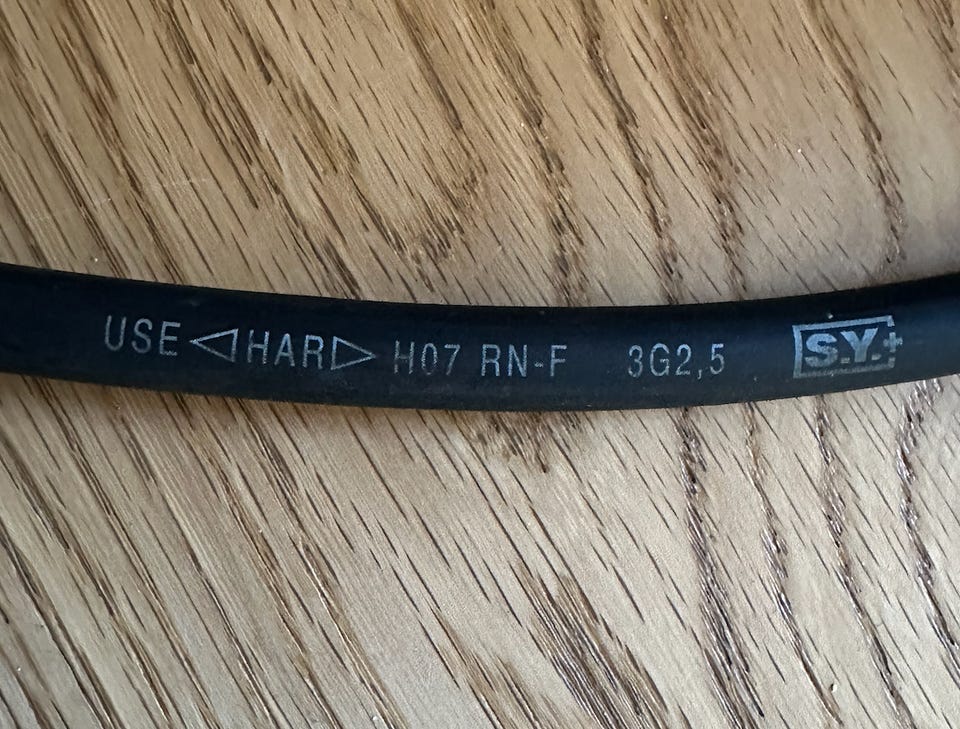 USE ◁HAR▷ H07 RN-F 3G2,5 S.Y.+